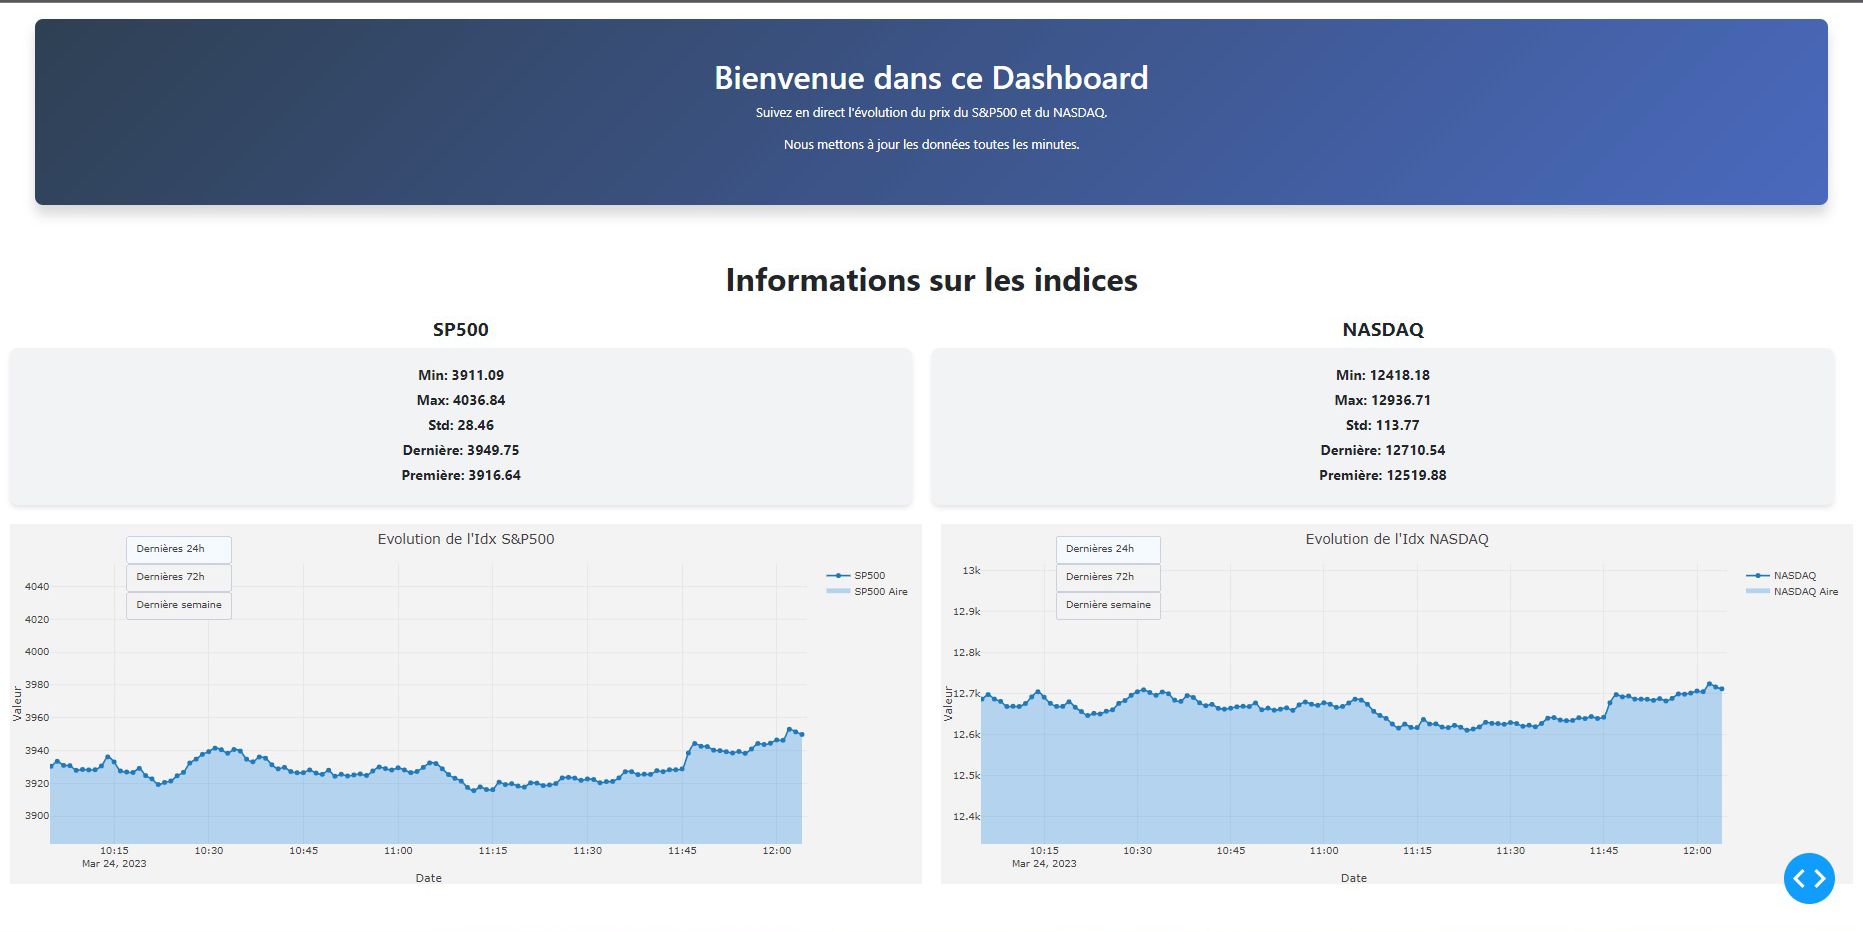 Bienvenue dans ce Dashboard
Suivez en direct l'évolution du prix du S&P500 et du NASDAQ.
Nous mettons à jour les données toutes les minutes.
Informations sur les indices
SP500
Min: 3911.09
Max: 4036.84
Std: 28.46
Dernière: 3949.75
Première: 3916.64
NASDAQ
Min: 12418.18
Max: 12936.71
Std: 113.77
Dernière: 12710.54
Première: 12519.88
Evolution de l'Idx S&P500
Dernières 24h
Dernières 72h
Dernière semaine
SP500
SP500 Aire
Valeur
4040
4020
4000
3980
3960
3940
3920
3900
10:15
10:30
10:45
11:00
11:15
11:30
11:45
12:00
Mar 24, 2023
Date
Evolution de l'Idx NASDAQ
Dernières 24h
Dernières 72h
Dernière semaine
NASDAQ
NASDAQ Aire
Valeur
13k
12.9k
12.8k
12.7k
12.6k
12.5k
12.4k
10:15
10:30
10:45
11:00
11:15
11:30
11:45
12:00
Mar 24, 2023
Date